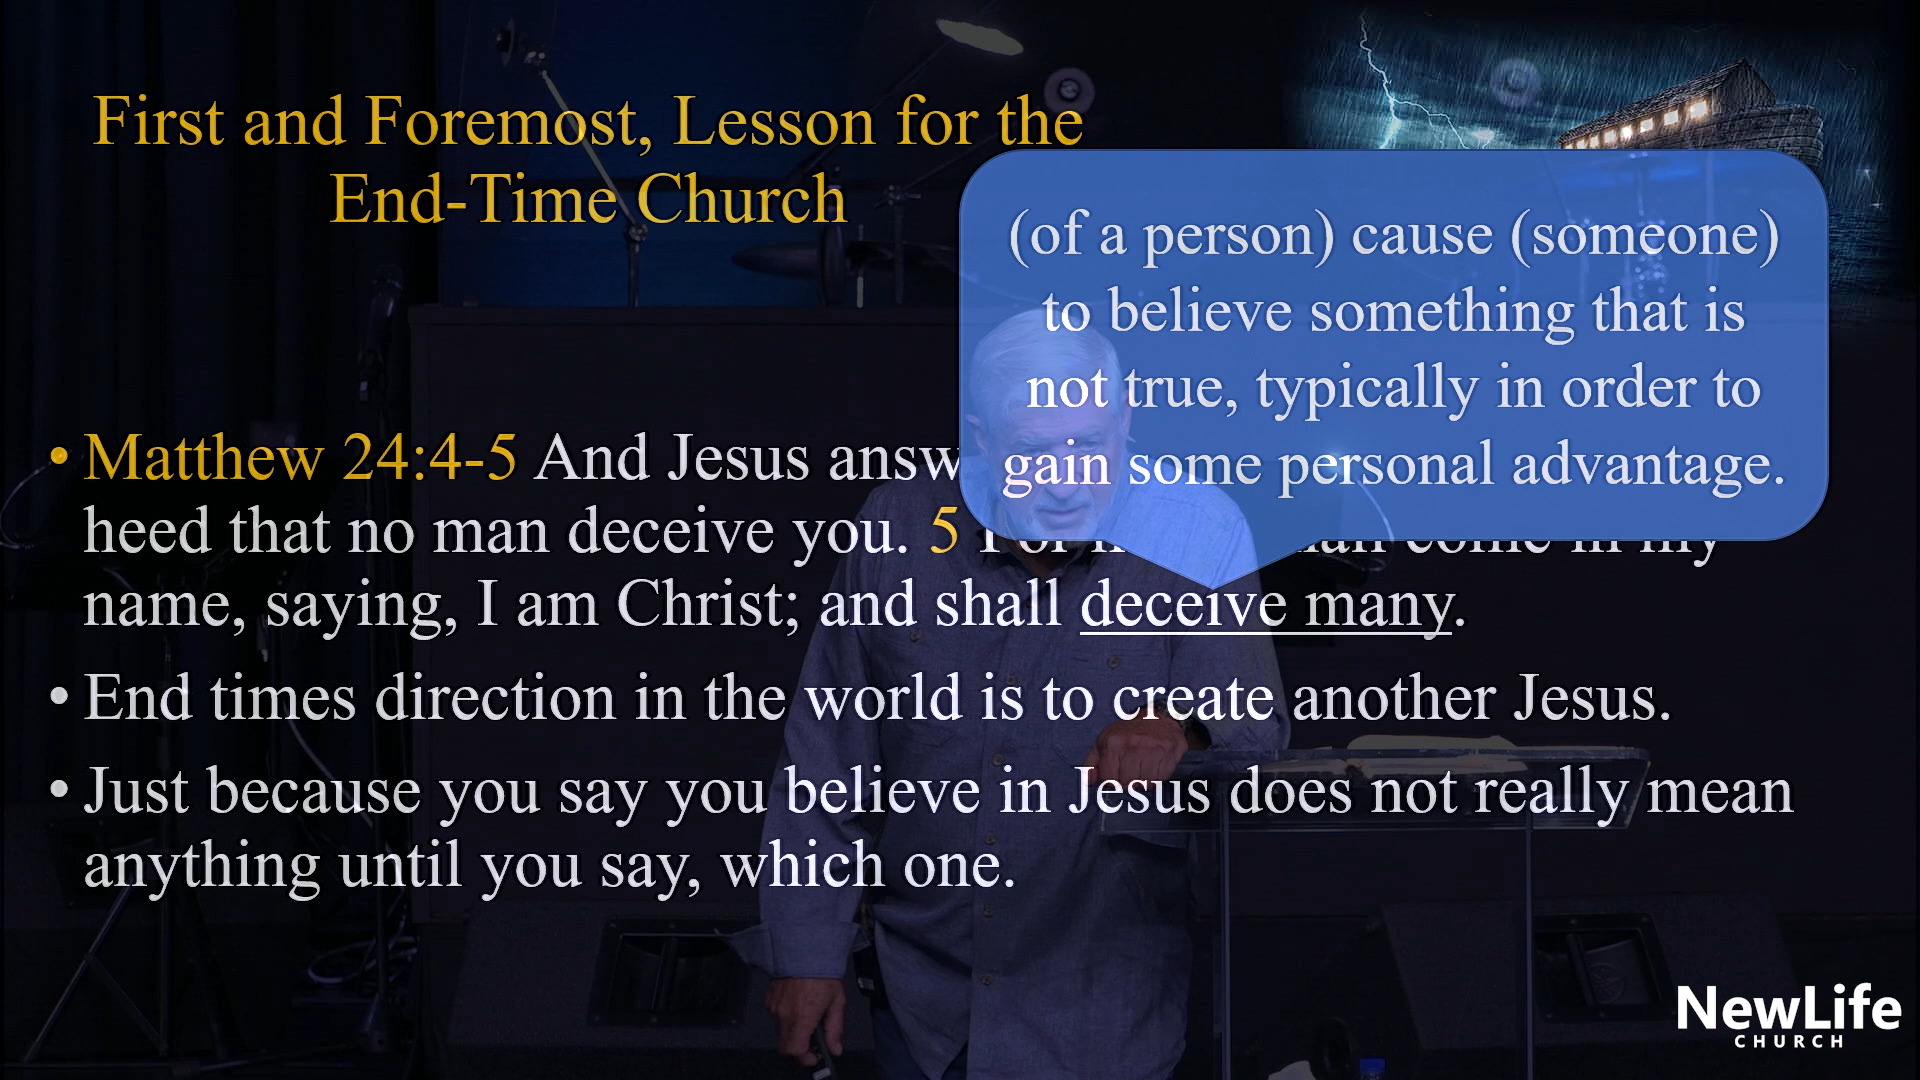 First and Foremost, Lesson for the
End-Time Church
(of a person) cause (someone)
to believe something that is
not true, typically in order to
gain some personal advantage.
• Matthew 24:4-5 And Jesus answ
heed that no man deceive you. 5 For come in my
name, saying, I am Christ; and shall deceive many.
• End times direction in the world is to create another Jesus.
• Just because you say you believe in Jesus does not really mean
anything until you say, which one.
NewLife
CHURCH